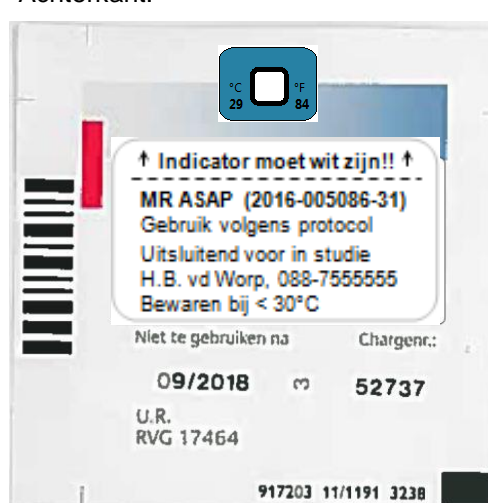 Achterkant:
°C °F
29 84
↑ Indicator moet wit zijn!! ↑
MR ASAP (2016-005086-31)
Gebruik volgens protocol
Uitsluitend voor in studie
H.B. vd Worp, 088-7555555
Bewaren bij < 30°C
Niet te gebruiken na Chargenr.:
09/2018 3 52737
U.R.
RVG 17464
917203 11/1191 3238